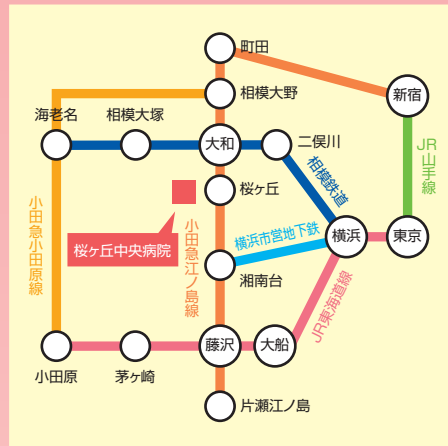 町田
新宿
相模大野
海老名
相模大塚
大和
二俣川
JR山手線
桜ヶ丘
相模鉄道
小田急小田原線
桜ヶ丘中央病院
小田急江ノ島線
横浜市営地下鉄
横浜
東京
湘南台
JR東海道線
藤沢
大船
小田原
茅ヶ崎
片瀬江ノ島